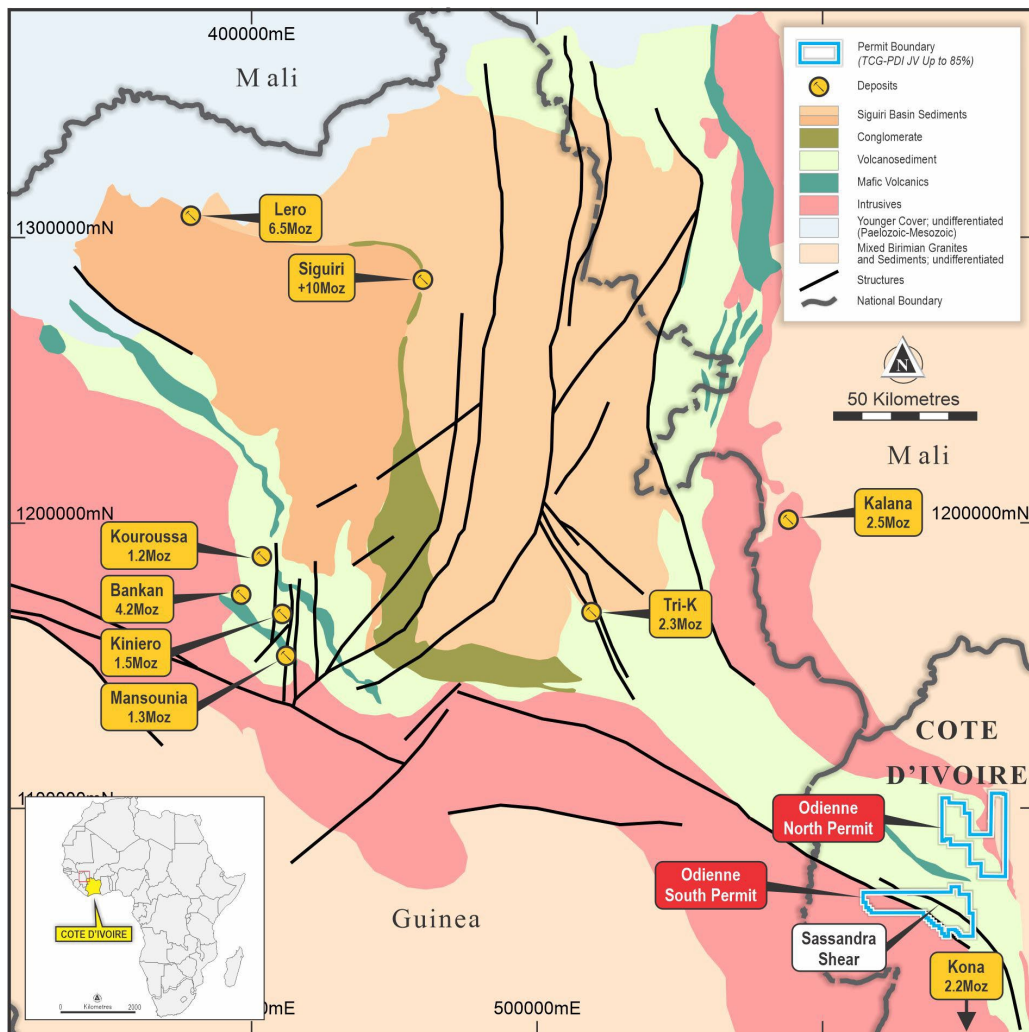 400000mE
Mali
Permit Boundary
(TCG-PDI JV Up to 85%)
Deposits
Siguiri Basin Sediments
Conglomerate
Volcanosediment
Mafic Volcanics
Intrusives
Younger Cover; undifferentiated
(Paelozoic-Mesozoic)
Mixed Birimian Granites
and Sediments; undifferentiated
Structures
National Boundary
N
50 Kilometres
Lero
6.5Moz
1300000mN
Siguiri
+10Moz
Mali
Kalana
2.5Moz
1200000mN
1200000mN
Kouroussa
1.2Moz
Bankan
4.2Moz
Kiniero
1.5Moz
Mansounia
1.3Moz
Tri-K
2.3Moz
COTE
D'IVOIRE
1100000mN
Odienne
North Permit
Odienne
South Permit
Sassandra
Shear
Guinea
Kona
2.2Moz
COTE D'IVOIRE
Kilometres
0 2000
500000mE